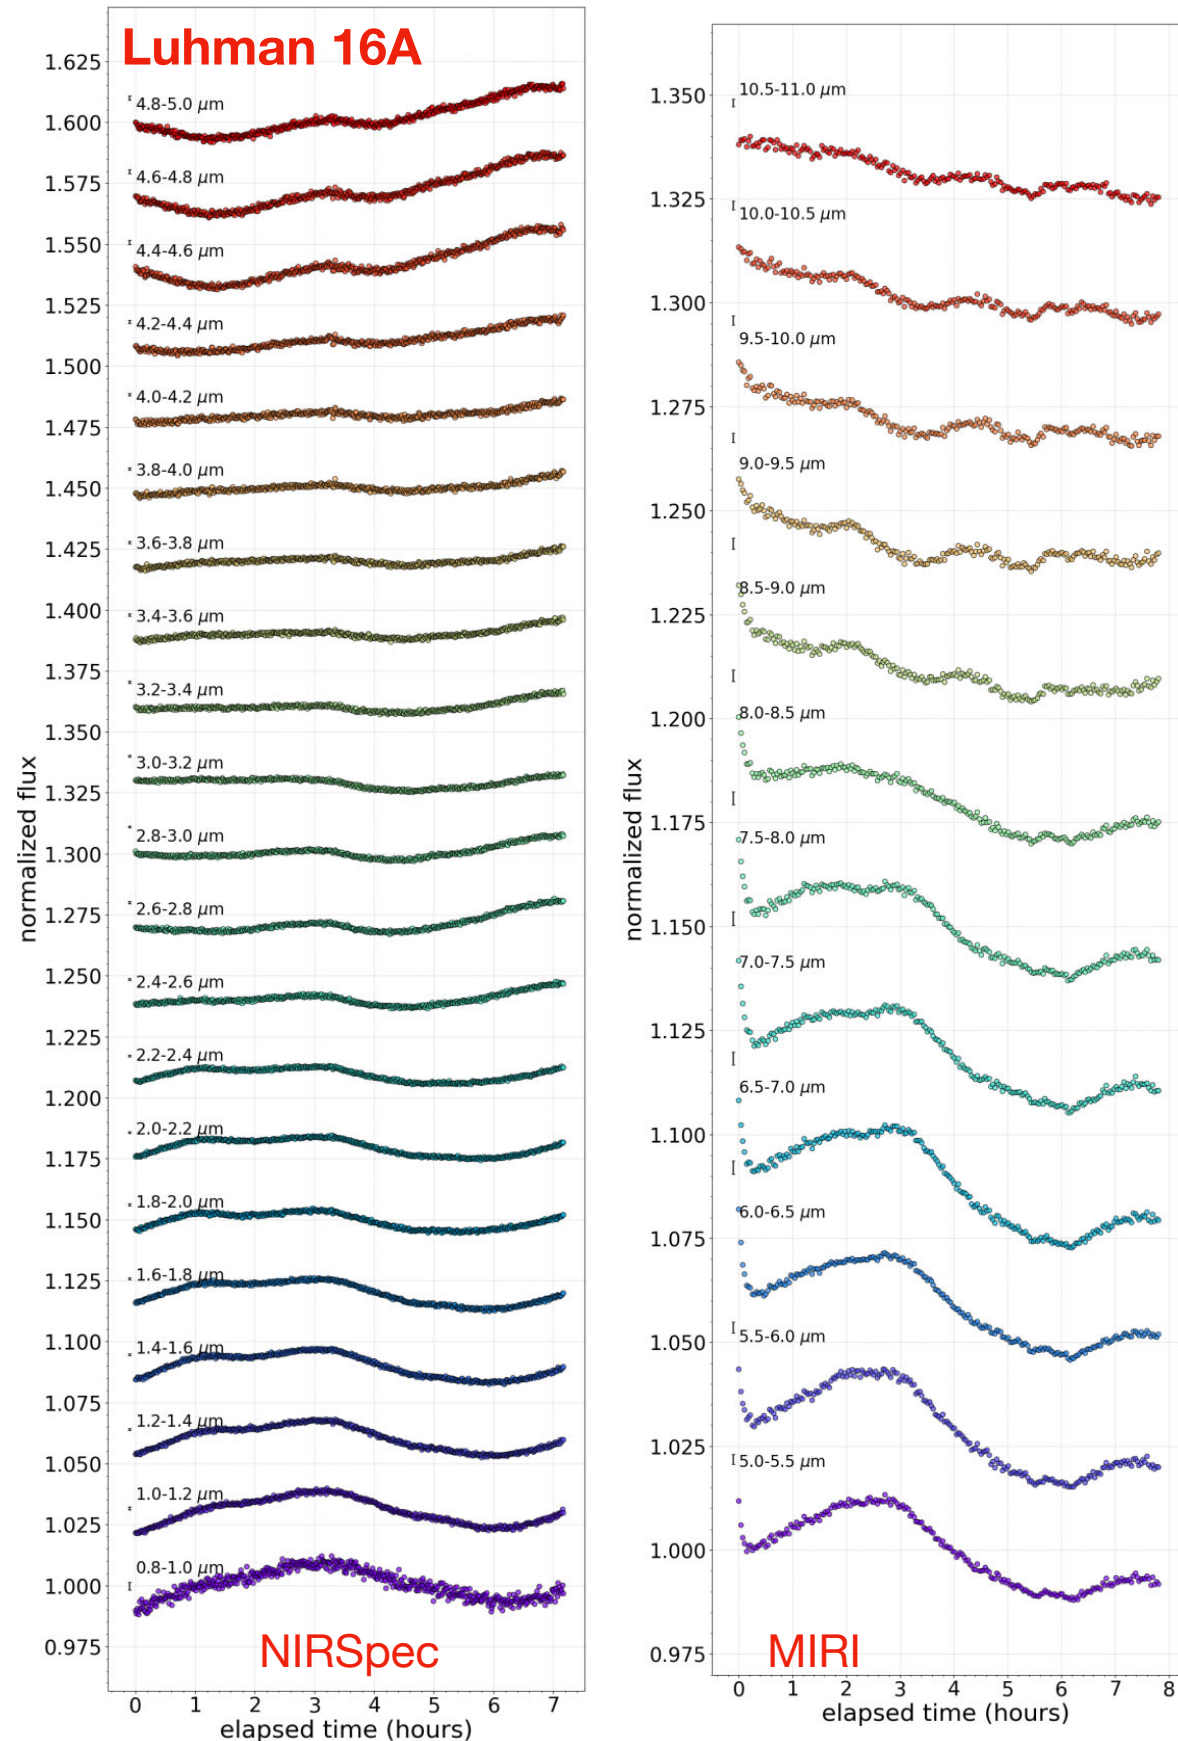 Luhman 16A
normalized flux
1.625
1.600
1.575
1.550
1.525
1.500
1.475
1.450
1.425
1.400
1.375
1.350
1.325
1.300
1.275
1.250
1.225
1.200
1.175
1.150
1.125
1.100
1.075
1.050
1.025
1.000
0.975
4.8-5.0 μm
4.6-4.8 μm
4.4-4.6 μm
4.2-4.4 μm
4.0-4.2 μm
3.8-4.0 μm
3.6-3.8 μm
3.4-3.6 μm
3.2-3.4 μm
3.0-3.2 μm
2.8-3.0 μm
2.6-2.8 μm
2.4-2.6 μm
2.2-2.4 μm
2.0-2.2 μm
1.8-2.0 μm
1.6-1.8 μm
1.4-1.6 μm
1.2-1.4 μm
1.0-1.2 μm
0.8-1.0 μm
NIRSpec
0 1 2 3 4 5 6 7
elapsed time (hours)
normalized flux
1.350
1.325
1.300
1.275
1.250
1.225
1.200
1.175
1.150
1.125
1.100
1.075
1.050
1.025
1.000
0.975
10.5-11.0 μm
10.0-10.5 μm
9.5-10.0 μm
9.0-9.5 μm
8.5-9.0 μm
8.0-8.5 μm
7.5-8.0 μm
7.0-7.5 μm
6.5-7.0 μm
6.0-6.5 μm
5.5-6.0 μm
5.0-5.5 μm
MIRI
0 1 2 3 4 5 6 7 8
elapsed time (hours)